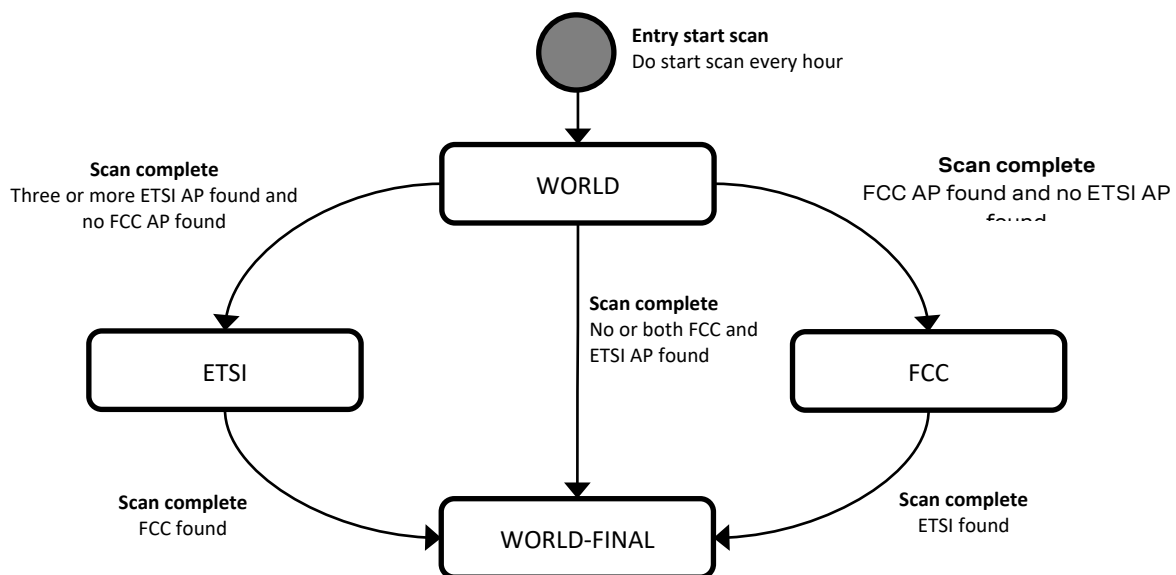 Entry start scan
Do start scan every hour
WORLD
Scan complete
Three or more ETSI AP found and
no FCC AP found
Scan complete
FCC AP found and no ETSI AP
found
Scan complete
No or both FCC and
ETSI AP found
ETSI
FCC
Scan complete
FCC found
Scan complete
ETSI found
WORLD-FINAL